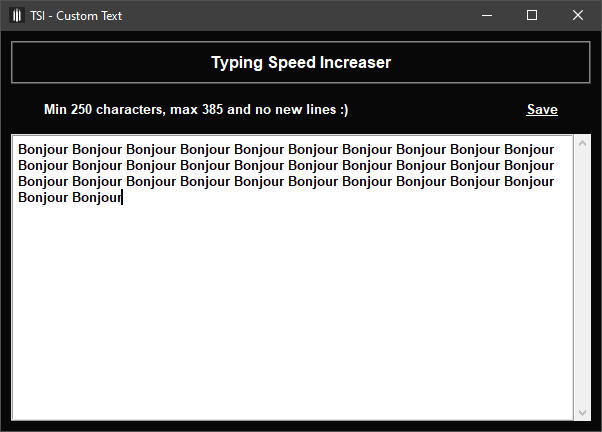 TSI - Custom Text
Typing Speed Increaser
Min 250 characters, max 385 and no new lines :)
Save
Bonjour Bonjour Bonjour Bonjour Bonjour Bonjour Bonjour Bonjour Bonjour Bonjour
Bonjour Bonjour Bonjour Bonjour Bonjour Bonjour Bonjour Bonjour Bonjour Bonjour
Bonjour Bonjour Bonjour Bonjour Bonjour Bonjour Bonjour Bonjour Bonjour Bonjour
Bonjour Bonjour